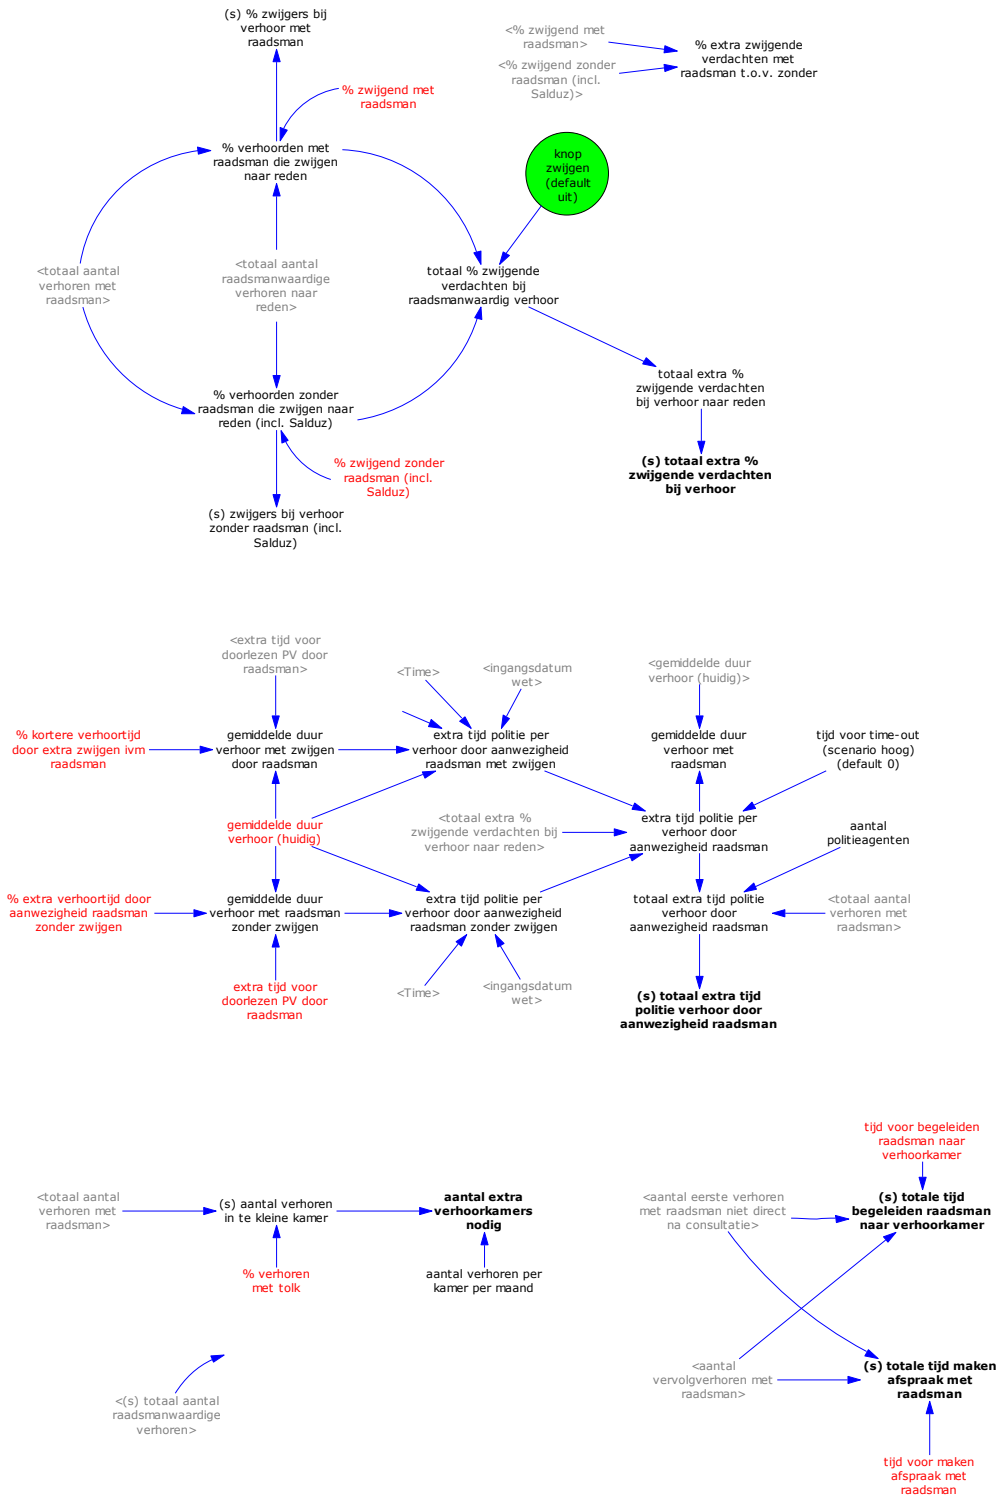 (s) % zwijgers bij
verhoor met
raadsman
<% zwijgend met
raadsman>
<% zwijgend zonder
raadsman (incl.
Salduz)>
% extra zwijgende
verdachten met
raadsman t.o.v. zonder
% zwijgend met
raadsman
% verhoorden met
raadsman die zwijgen
naar reden
knop
zwijgen
(default
uit)
<totaal aantal
verhoren met
raadsman>
<totaal aantal
raadsmanwaardige
verhoren naar
reden>
totaal % zwijgende
verdachten bij
raadsmanwaardig verhoor
totaal extra %
zwijgende verdachten
bij verhoor naar reden
% verhoorden zonder
raadsman die zwijgen naar
reden (incl. Salduz)
% zwijgend zonder
raadsman (incl.
Salduz)
(s) totaal extra %
zwijgende verdachten
bij verhoor
(s) zwijgers bij verhoor
zonder raadsman (incl.
Salduz)
<extra tijd voor
doorlezen PV door
raadsman>
<Time>
<ingangsdatum
wet>
<gemiddelde duur
verhoor (huidig)>
% kortere verhoortijd
door extra zwijgen ivm
raadsman
gemiddelde duur
verhoor met zwijgen
door raadsman
extra tijd politie per
verhoor door aanwezigheid
raadsman met zwijgen
gemiddelde duur
verhoor met
raadsman
tijd voor time-out
(scenario hoog)
(default 0)
gemiddelde duur
verhoor (huidig)
<totaal extra %
zwijgende verdachten bij
verhoor naar reden>
extra tijd politie per
verhoor door
aanwezigheid raadsman
aantal
politieagenten
% extra verhoortijd door
aanwezigheid raadsman
zonder zwijgen
gemiddelde duur
verhoor met raadsman
zonder zwijgen
extra tijd politie per
verhoor door aanwezigheid
raadsman zonder zwijgen
totaal extra tijd politie
verhoor door
aanwezigheid raadsman
<totaal aantal
verhoren met
raadsman>
extra tijd voor
doorlezen PV door
raadsman
<Time>
<ingangsdatum
wet>
(s) totaal extra tijd
politie verhoor door
aanwezigheid raadsman
tijd voor begeleiden
raadsman naar
verhoorkamer
<totaal aantal
verhoren met
raadsman>
(s) aantal verhoren
in te kleine kamer
aantal extra
verhoorkamers
nodig
<aantal eerste verhoren
met raadsman niet direct
na consultatie>
(s) totale tijd
begeleiden raadsman
naar verhoorkamer
% verhoren
met tolk
aantal verhoren per
kamer per maand
<(s) totaal aantal
raadsmanwaardige
verhoren>
<aantal
vervolgverhoren met
raadsman>
(s) totale tijd maken
afspraak met
raadsman
tijd voor maken
afspraak met
raadsman